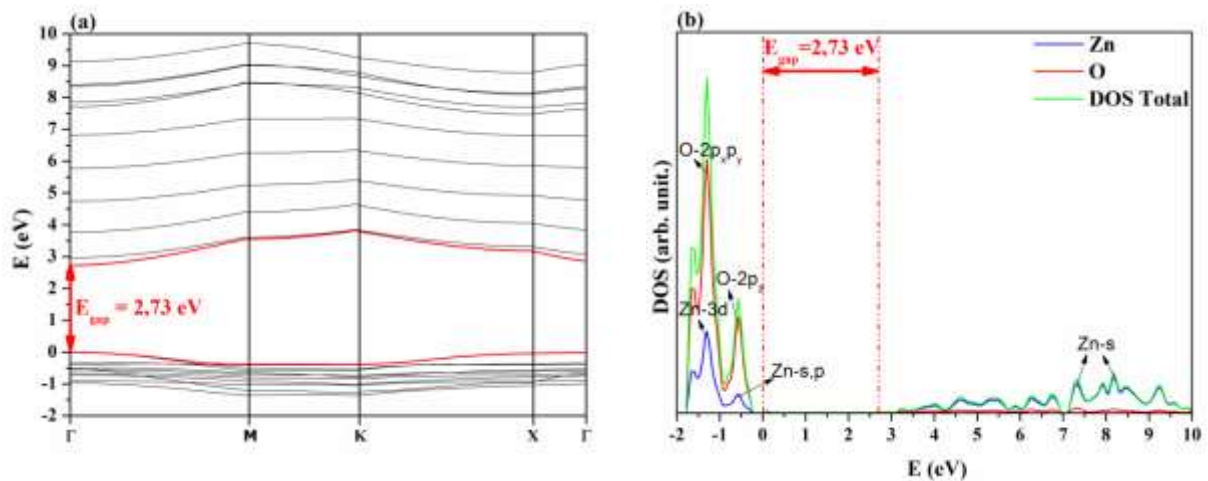 (a)
10
9
8
7
6
5
4
3
2
1
0
-1
-2
E (eV)
E_gap = 2,73 eV
Γ M K X Γ
(b)
E_gap =2,73 eV
Zn
O
DOS Total
O-2p_xp_y
O-2p_z
Zn-3d
Zn-s,p
Zn-s
DOS (arb. unit.)
-2 -1 0 1 2 3 4 5 6 7 8 9 10
E (eV)